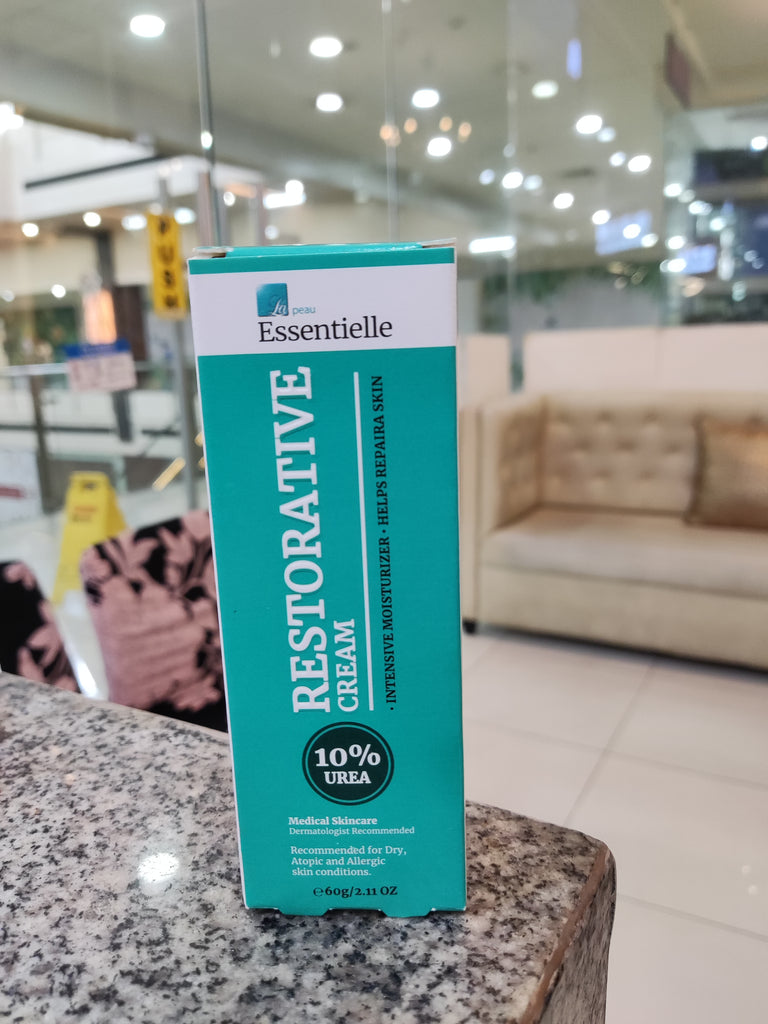 La peau
Essentielle
RESTORATIVE
CREAM
· INTENSIVE MOISTURIZER · HELPS REPAIRA SKIN
10%
UREA
Medical Skincare
Dermatologist Recommended
Recommended for Dry,
Atopic and Allergic
skin conditions.
℮60g/2.11 OZ
PUSH